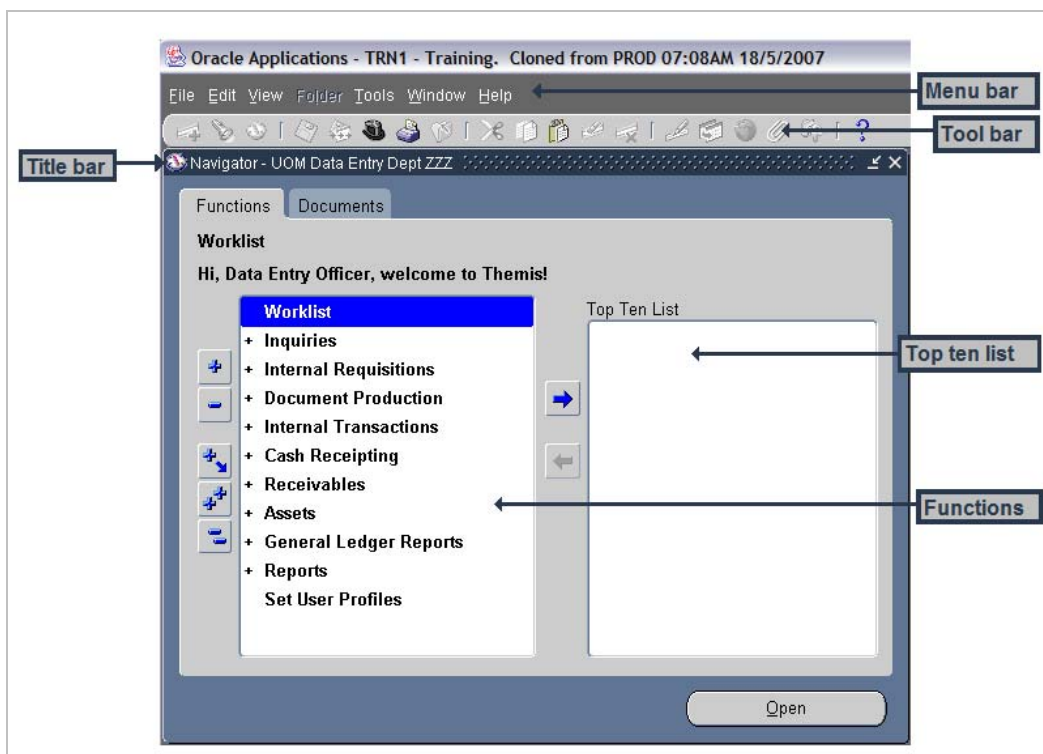 Oracle Applications - TRN1 - Training. Cloned from PROD 07:08AM 18/5/2007
File Edit View Folder Tools Window Help
Menu bar
Tool bar
Title bar
Navigator - UOM Data Entry Dept ZZZ
Functions Documents
Worklist
Hi, Data Entry Officer, welcome to Themis!
Worklist
+ Inquiries
+ Internal Requisitions
+ Document Production
+ Internal Transactions
+ Cash Receipting
+ Receivables
+ Assets
+ General Ledger Reports
+ Reports
Set User Profiles
Top Ten List
Top ten list
Functions
Open